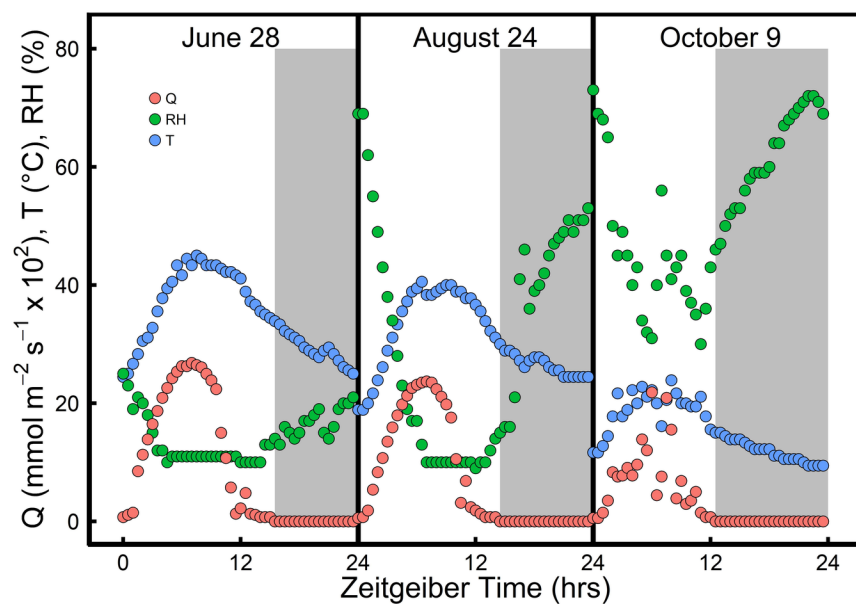 June 28
August 24
October 9
Q (mmol m⁻² s⁻¹ x 10²), T (°C), RH (%)
80
60
40
20
0
Q
RH
T
0
12
24
12
24
12
24
Zeitgeiber Time (hrs)